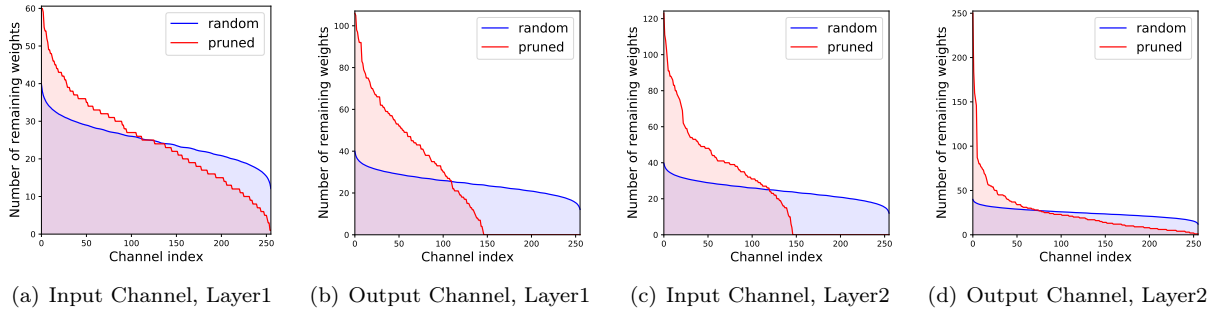 Number of remaining weights
60
50
40
30
20
10
0
0 50 100 150 200 250
Channel index
random
pruned
(a) Input Channel, Layer1
Number of remaining weights
100
80
60
40
20
0
0 50 100 150 200 250
Channel index
random
pruned
(b) Output Channel, Layer1
Number of remaining weights
120
100
80
60
40
20
0
0 50 100 150 200 250
Channel index
random
pruned
(c) Input Channel, Layer2
Number of remaining weights
250
200
150
100
50
0
0 50 100 150 200 250
Channel index
random
pruned
(d) Output Channel, Layer2